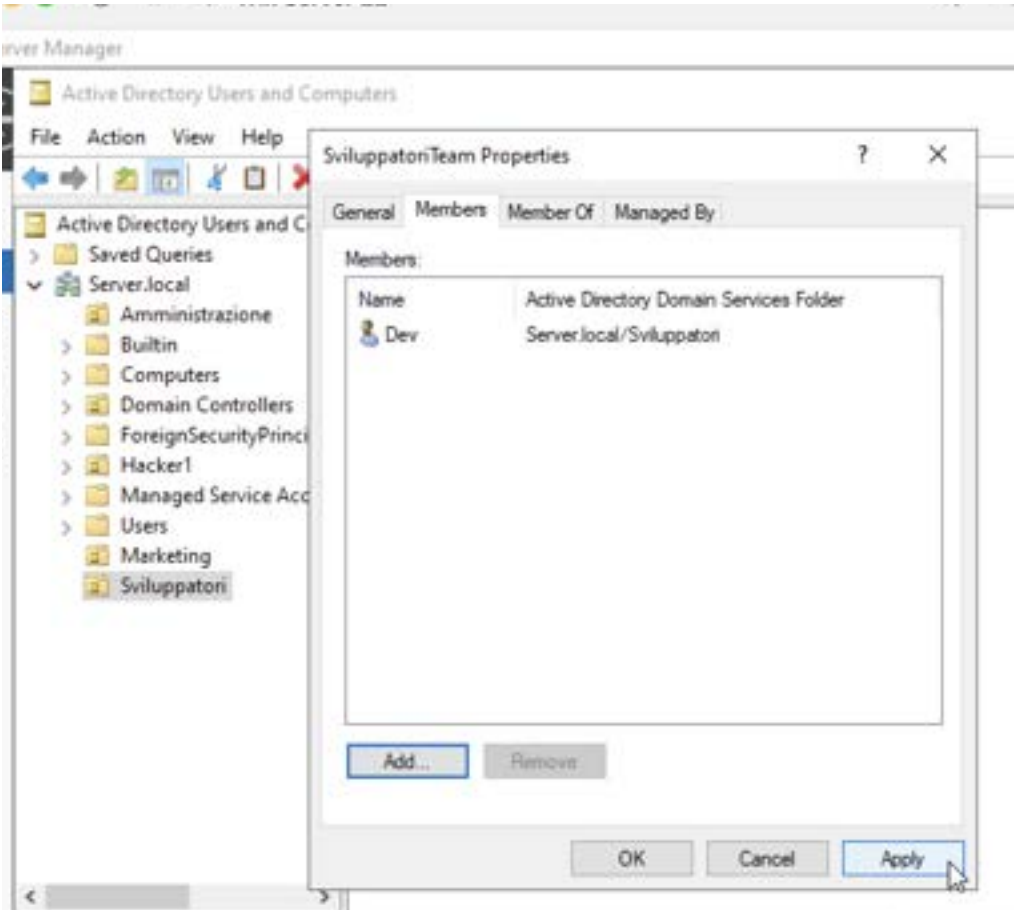 Server Manager
Active Directory Users and Computers
File Action View Help
Active Directory Users and C
Saved Queries
Server.local
Amministrazione
Builtin
Computers
Domain Controllers
ForeignSecurityPrinci
Hacker1
Managed Service Acc
Users
Marketing
Sviluppatori
SviluppatoriTeam Properties ? ×
General Members Member Of Managed By
Members:
Name Active Directory Domain Services Folder
Dev Server.local/Sviluppatori
Add... Remove
OK Cancel Apply